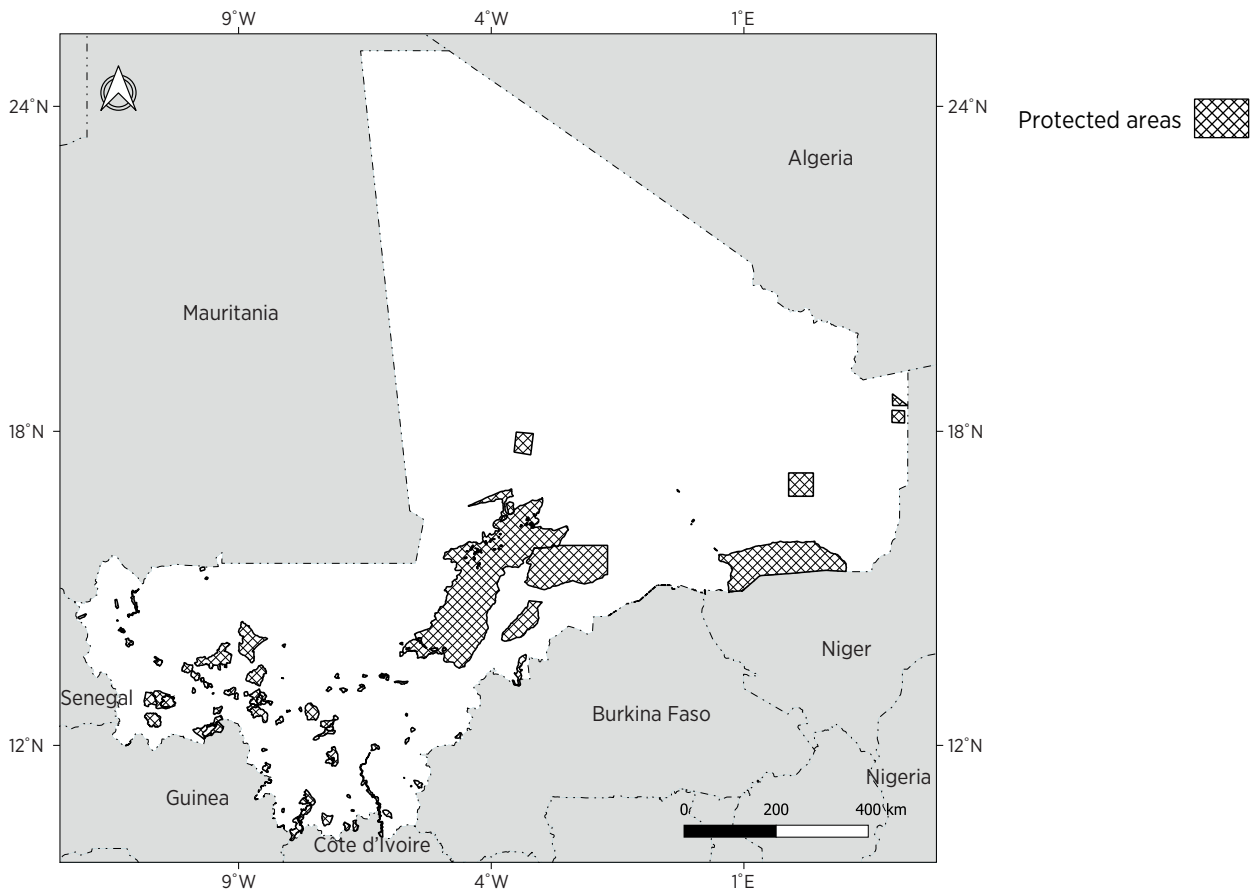 9°W 4°W 1°E
24°N 24°N
Protected areas
Algeria
Mauritania
18°N 18°N
Niger
Senegal
Burkina Faso
12°N 12°N
Nigeria
Guinea
0 200 400 km
Côte d'Ivoire
9°W 4°W 1°E